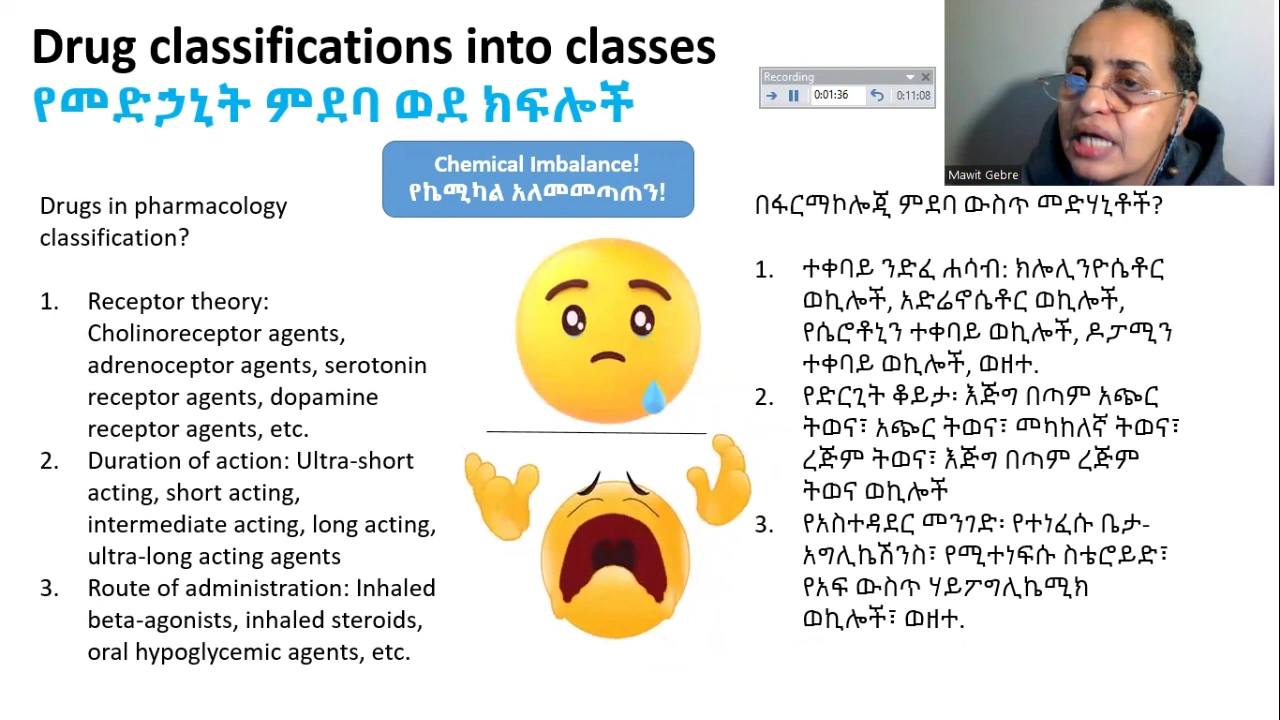 Drug classifications into classes
የመድኃኒት ምደባ ወደ ክፍሎች
Recording
0:01:36
0:11:08
Mawit Gebre
Chemical Imbalance!
የኬሚካል አለመመጣጠን!
Drugs in pharmacology
classification?
1. Receptor theory:
Cholinoreceptor agents,
adrenoceptor agents, serotonin
receptor agents, dopamine
receptor agents, etc.
2. Duration of action: Ultra-short
acting, short acting,
intermediate acting, long acting,
ultra-long acting agents
3. Route of administration: Inhaled
beta-agonists, inhaled steroids,
oral hypoglycemic agents, etc.
በፋርማኮሎጂ ምደባ ውስጥ መድሃኒቶች?
1. ተቀባይ ንድፈ ሐሳብ: ክሎሊንዮሴቶር
ወኪሎች, አድሬኖሴቶር ወኪሎች,
የሴሮቶኒን ተቀባይ ወኪሎች, ዶፓሚን
ተቀባይ ወኪሎች, ወዘተ.
2. የድርጊት ቆይታ፡ እጅግ በጣም አጭር
ትወና፣ አጭር ትወና፣ መካከለኛ ትወና፣
ረጅም ትወና፣ እጅግ በጣም ረጅም
ትወና ወኪሎች
3. የአስተዳደር መንገድ፡ የተነፈሱ ቤታ-
አግሊኬሽንስ፣ የሚተነፍሱ ስቴሮይድ፣
የአፍ ውስጥ ሃይፖግሊኬሚክ
ወኪሎች፣ ወዘተ.